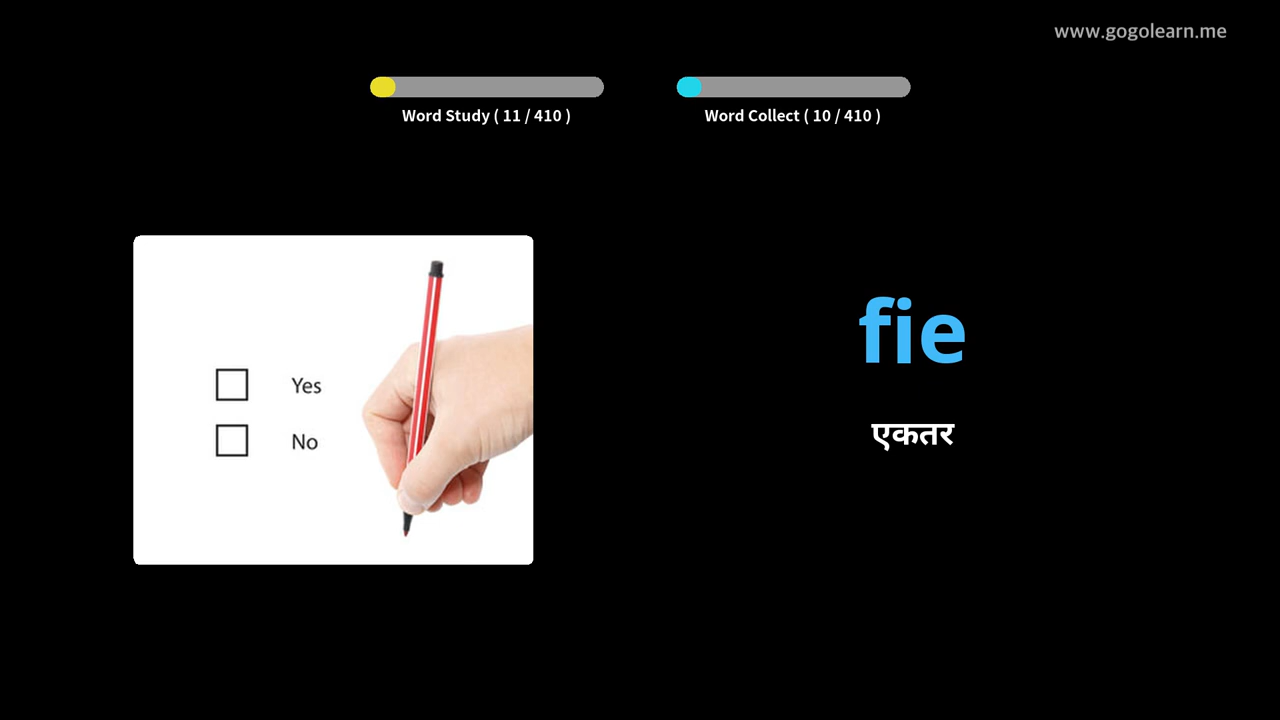 www.gogolearn.me
Word Study ( 11 / 410 )
Word Collect ( 10 / 410 )
Yes
No
fie
एकतर